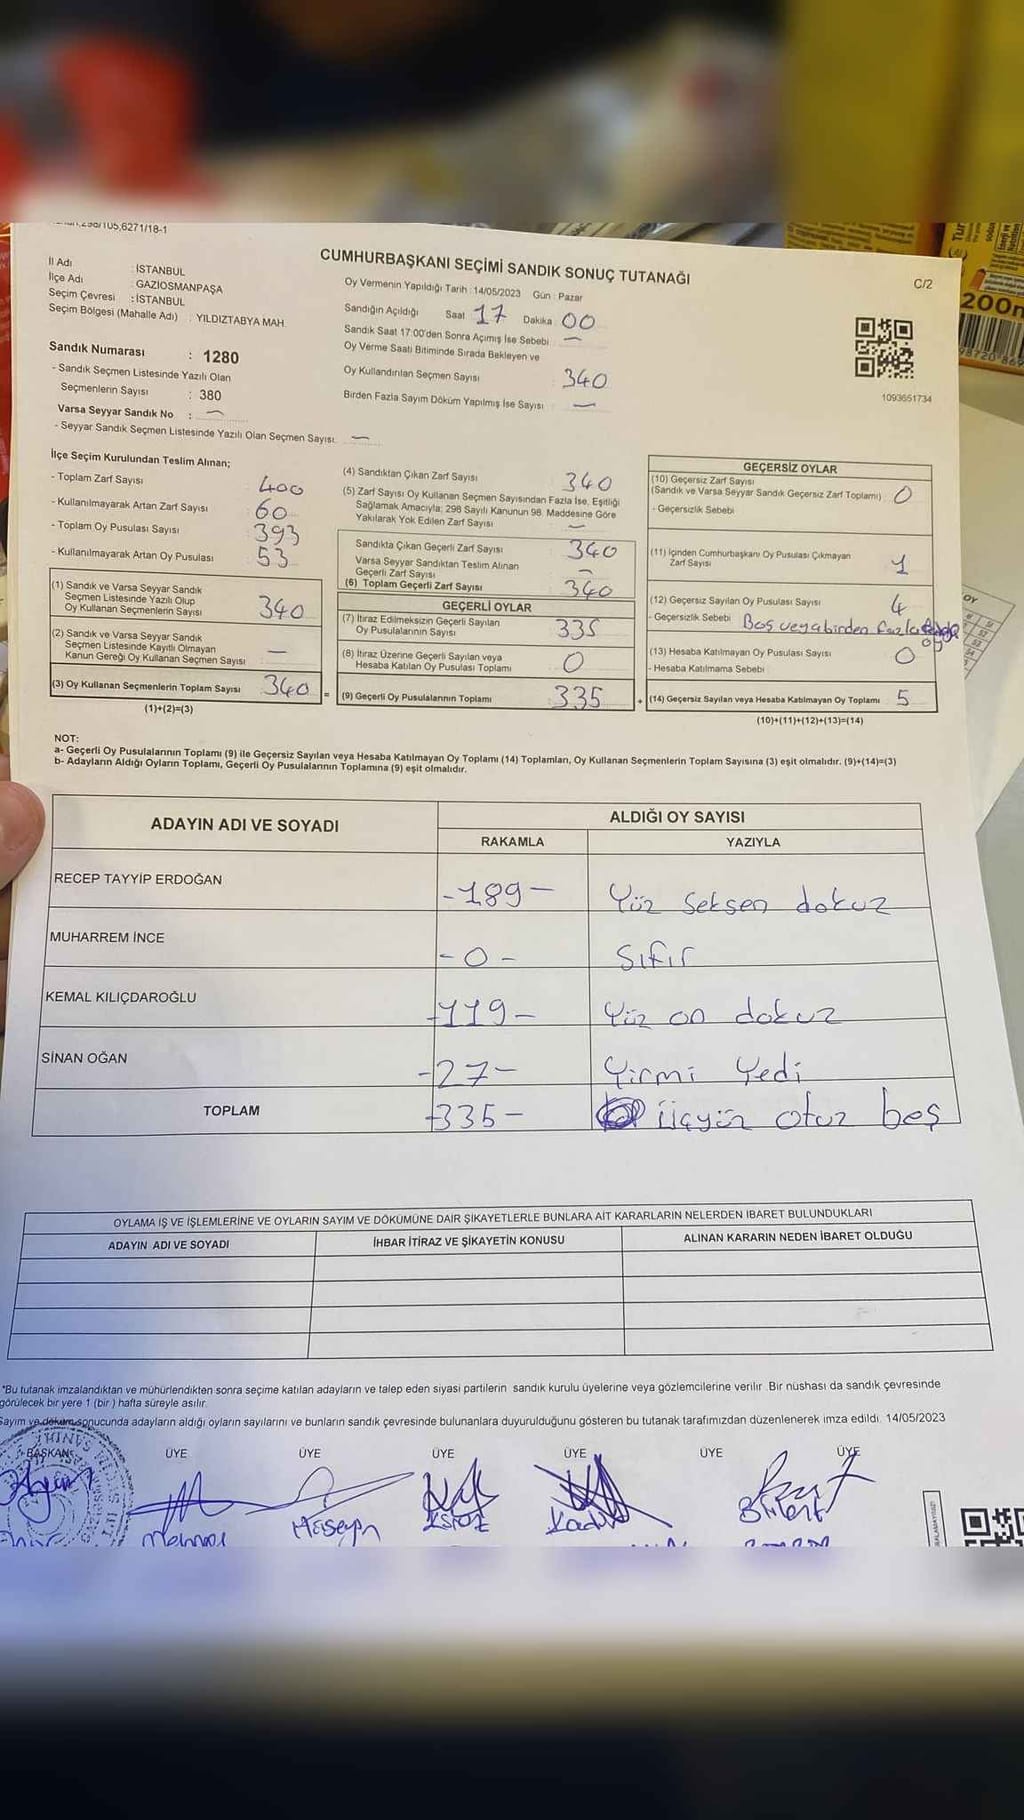 CUMHURBAŞKANI SEÇİMİ SANDIK SONUÇ TUTANAĞI
C/2
İl Adı : İSTANBUL
İlçe Adı : GAZİOSMANPAŞA
Seçim Çevresi : İSTANBUL
Seçim Bölgesi (Mahalle Adı) : YILDIZTABYA MAH.
Sandık Numarası : 1280
- Sandık Seçmen Listesinde Yazılı Olan
Seçmenlerin Sayısı : 380
Varsa Seyyar Sandık No : —
- Seyyar Sandık Seçmen Listesinde Yazılı Olan Seçmen Sayısı: —
Oy Vermenin Yapıldığı Tarih :14/05/2023 Gün : Pazar
Sandığın Açıldığı Saat 17 Dakika 00
Sandık Saat 17:00'den Sonra Açımış İse Sebebi : —
Oy Verme Saati Bitiminde Sırada Bekleyen ve
Oy Kullandırılan Seçmen Sayısı : 340
Birden Fazla Sayım Döküm Yapılmış İse Sayısı : —
1093651734
İlçe Seçim Kurulundan Teslim Alınan;
- Toplam Zarf Sayısı 400
- Kullanılmayarak Artan Zarf Sayısı 60
- Toplam Oy Pusulası Sayısı 393
- Kullanılmayarak Artan Oy Pusulası 53
(1) Sandık ve Varsa Seyyar Sandık
Seçmen Listesinde Yazılı Olup
Oy Kullanan Seçmenlerin Sayısı 340
(2) Sandık ve Varsa Seyyar Sandık
Seçmen Listesinde Kayıtlı Olmayan
Kanun Gereği Oy Kullanan Seçmen Sayısı —
(3) Oy Kullanan Seçmenlerin Toplam Sayısı 340 =
(1)+(2)=(3)
(4) Sandıktan Çıkan Zarf Sayısı 340
(5) Zarf Sayısı Oy Kullanan Seçmen Sayısından Fazla İse, Eşitliği
Sağlamak Amacıyla; 298 Sayılı Kanunun 98. Maddesine Göre
Yakılarak Yok Edilen Zarf Sayısı —
Sandıkta Çıkan Geçerli Zarf Sayısı 340
Varsa Seyyar Sandıktan Teslim Alınan
Geçerli Zarf Sayısı —
(6) Toplam Geçerli Zarf Sayısı 340
GEÇERLİ OYLAR
(7) İtiraz Edilmeksizin Geçerli Sayılan
Oy Pusulalarının Sayısı 335
(8) İtiraz Üzerine Geçerli Sayılan veya
Hesaba Katılan Oy Pusulası Toplamı 0
(9) Geçerli Oy Pusulalarının Toplamı 335 +
GEÇERSİZ OYLAR
(10) Geçersiz Zarf Sayısı
(Sandık ve Varsa Seyyar Sandık Geçersiz Zarf Toplamı) 0
- Geçersizlik Sebebi
(11) İçinden Cumhurbaşkanı Oy Pusulası Çıkmayan
Zarf Sayısı 1
(12) Geçersiz Sayılan Oy Pusulası Sayısı 4
- Geçersizlik Sebebi Boş veya birden fazla
(13) Hesaba Katılmayan Oy Pusulası Sayısı 0
- Hesaba Katılmama Sebebi
(14) Geçersiz Sayılan veya Hesaba Katılmayan Oy Toplamı 5
(10)+(11)+(12)+(13)=(14)
NOT:
a- Geçerli Oy Pusulalarının Toplamı (9) ile Geçersiz Sayılan veya Hesaba Katılmayan Oy Toplamı (14) Toplamları, Oy Kullanan Seçmenlerin Toplam Sayısına (3) eşit olmalıdır. (9)+(14)=(3)
b- Adayların Aldığı Oyların Toplamı, Geçerli Oy Pusulalarının Toplamına (9) eşit olmalıdır.
ADAYIN ADI VE SOYADI
ALDIĞI OY SAYISI
RAKAMLA YAZIYLA
RECEP TAYYİP ERDOĞAN -189- Yüz Seksen dokuz
MUHARREM İNCE -0- Sıfır
KEMAL KILIÇDAROĞLU -119- Yüz on dokuz
SİNAN OĞAN -27- Yirmi Yedi
TOPLAM -335- Üçyüz otuz beş
OYLAMA İŞ VE İŞLEMLERİNE VE OYLARIN SAYIM VE DÖKÜMÜNE DAİR ŞİKAYETLERLE BUNLARA AİT KARARLARIN NELERDEN İBARET BULUNDUKLARI
ADAYIN ADI VE SOYADI İHBAR İTİRAZ VE ŞİKAYETİN KONUSU ALINAN KARARIN NEDEN İBARET OLDUĞU
*Bu tutanak imzalandıktan ve mühürlendikten sonra seçime katılan adayların ve talep eden siyasi partilerin sandık kurulu üyelerine veya gözlemcilerine verilir .Bir nüshası da sandık çevresinde
görülecek bir yere 1 (bir ) hafta süreyle asılır.
Sayım ve döküm sonucunda adayların aldığı oyların sayılarını ve bunların sandık çevresinde bulunanlara duyurulduğunu gösteren bu tutanak tarafımızdan düzenlenerek imza edildi. 14/05/2023
BAŞKAN ÜYE ÜYE ÜYE ÜYE ÜYE ÜYE
Hüseyin
200m